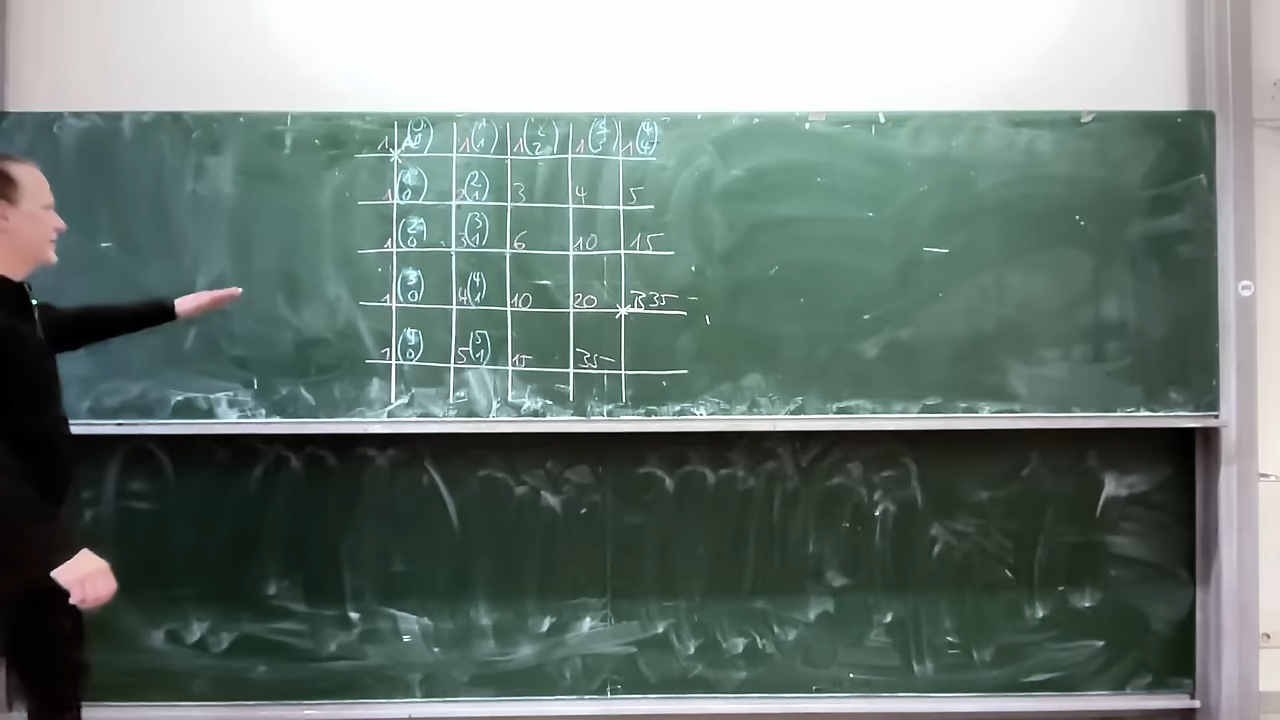 1 (0 0) 1 (1 1) 1 (2 2) 1 (3 3) 1 (4 4)
1 (1 0) 2 (2 1) 3 4 5
1 (2 0) 3 (3 1) 6 10 15
1 (3 0) 4 (4 1) 10 20 35
1 (4 0) 5 (5 1) 15 35